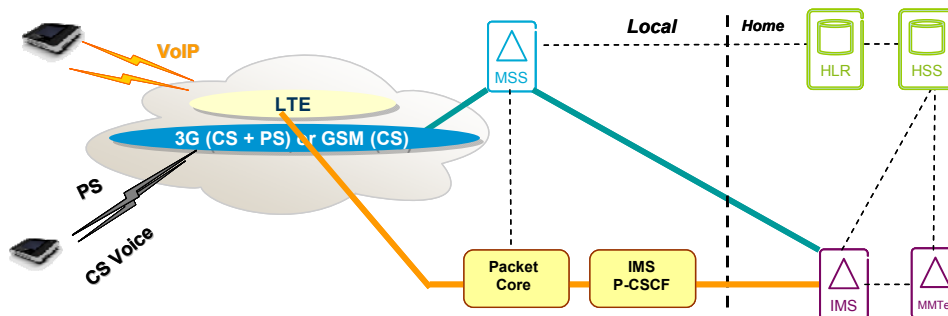 VoIP
LTE
3G (CS + PS) or GSM (CS)
PS
CS Voice
MSS
Local
Home
HLR
HSS
Packet
Core
IMS
P-CSCF
IMS
MMTe